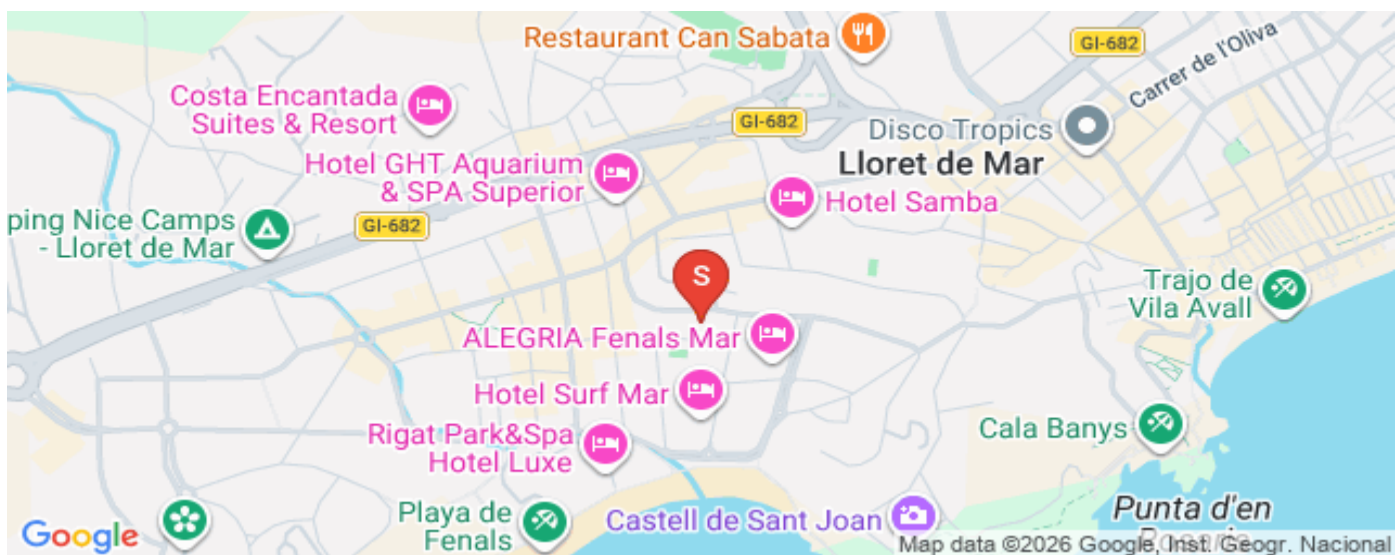 Restaurant Can Sabata
GI-682
Carrer de l'Oliva
Costa Encantada
Suites & Resort
GI-682
Disco Tropics
Lloret de Mar
Hotel GHT Aquarium
& SPA Superior
Hotel Samba
ping Nice Camps
- Lloret de Mar
GI-682
S
Trajo de
Vila Avall
ALEGRIA Fenals Mar
Hotel Surf Mar
Cala Banys
Rigat Park&Spa
Hotel Luxe
Playa de
Fenals
Castell de Sant Joan
Punta d'en
Google
Map data ©2026 Google, Inst. Geogr. Nacional